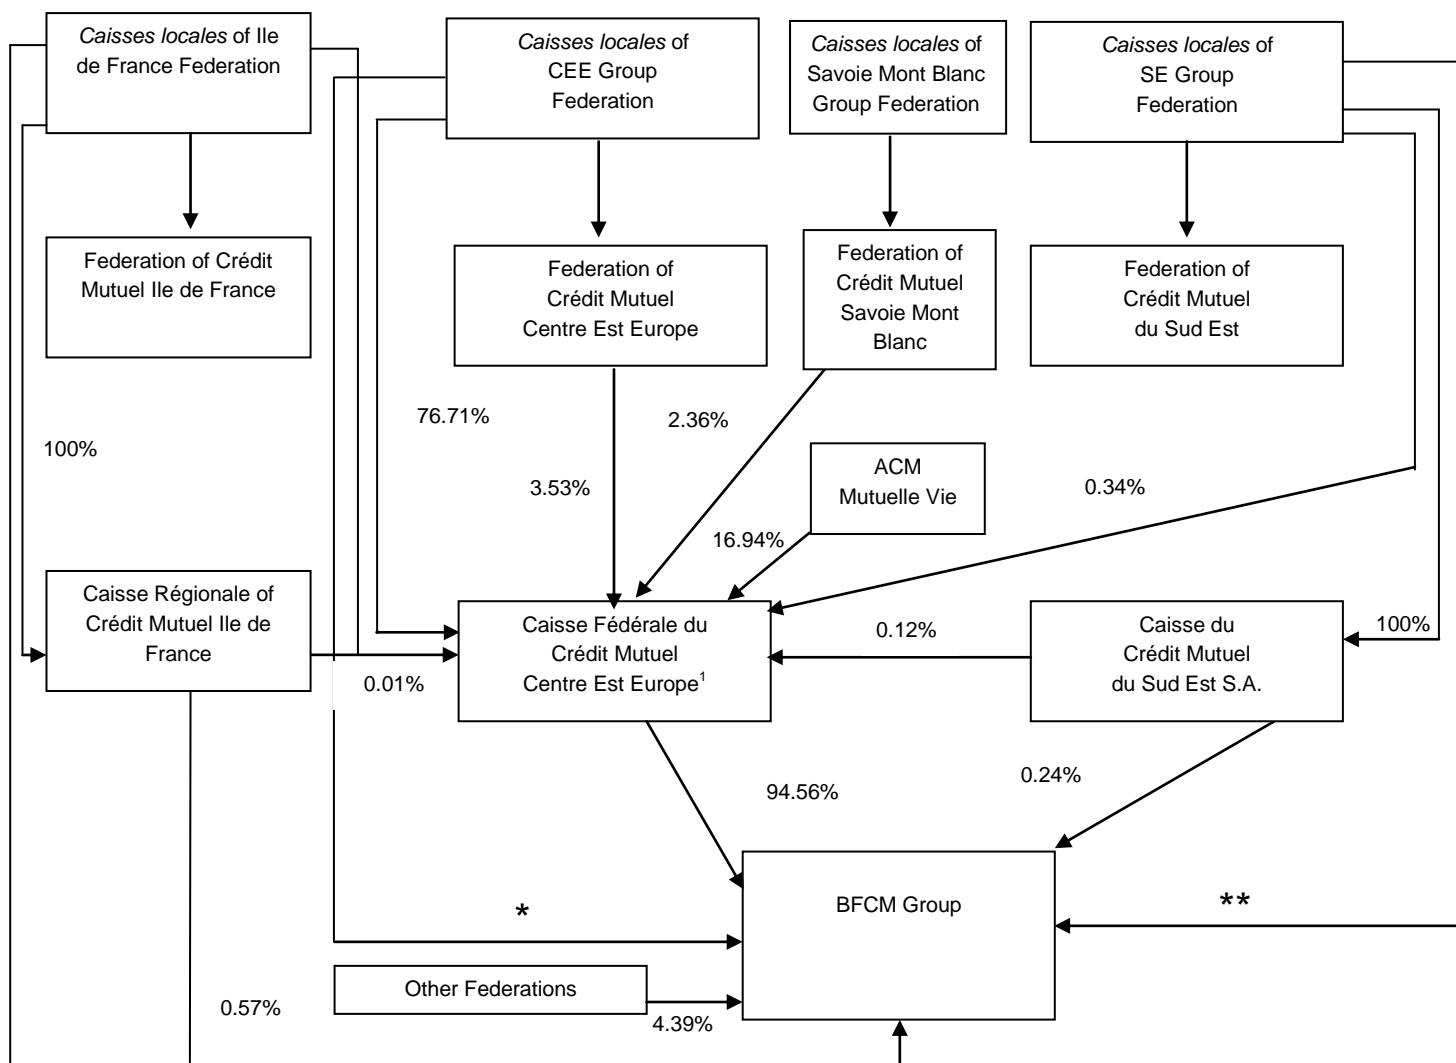 Caisses locales of Ile
de France Federation
Caisses locales of
CEE Group
Federation
Caisses locales of
Savoie Mont Blanc
Group Federation
Caisses locales of
SE Group
Federation
Federation of Crédit
Mutuel Ile de France
Federation of
Crédit Mutuel
Centre Est Europe
Federation of
Crédit Mutuel
Savoie Mont
Blanc
Federation of
Crédit Mutuel
du Sud Est
100%
76.71%
3.53%
2.36%
ACM
Mutuelle Vie
16.94%
0.34%
Caisse Régionale of
Crédit Mutuel Ile de
France
0.01%
Caisse Fédérale du
Crédit Mutuel
Centre Est Europe¹
0.12%
Caisse du
Crédit Mutuel
du Sud Est S.A.
100%
94.56%
0.24%
*
BFCM Group
**
Other Federations
0.57%
4.39%